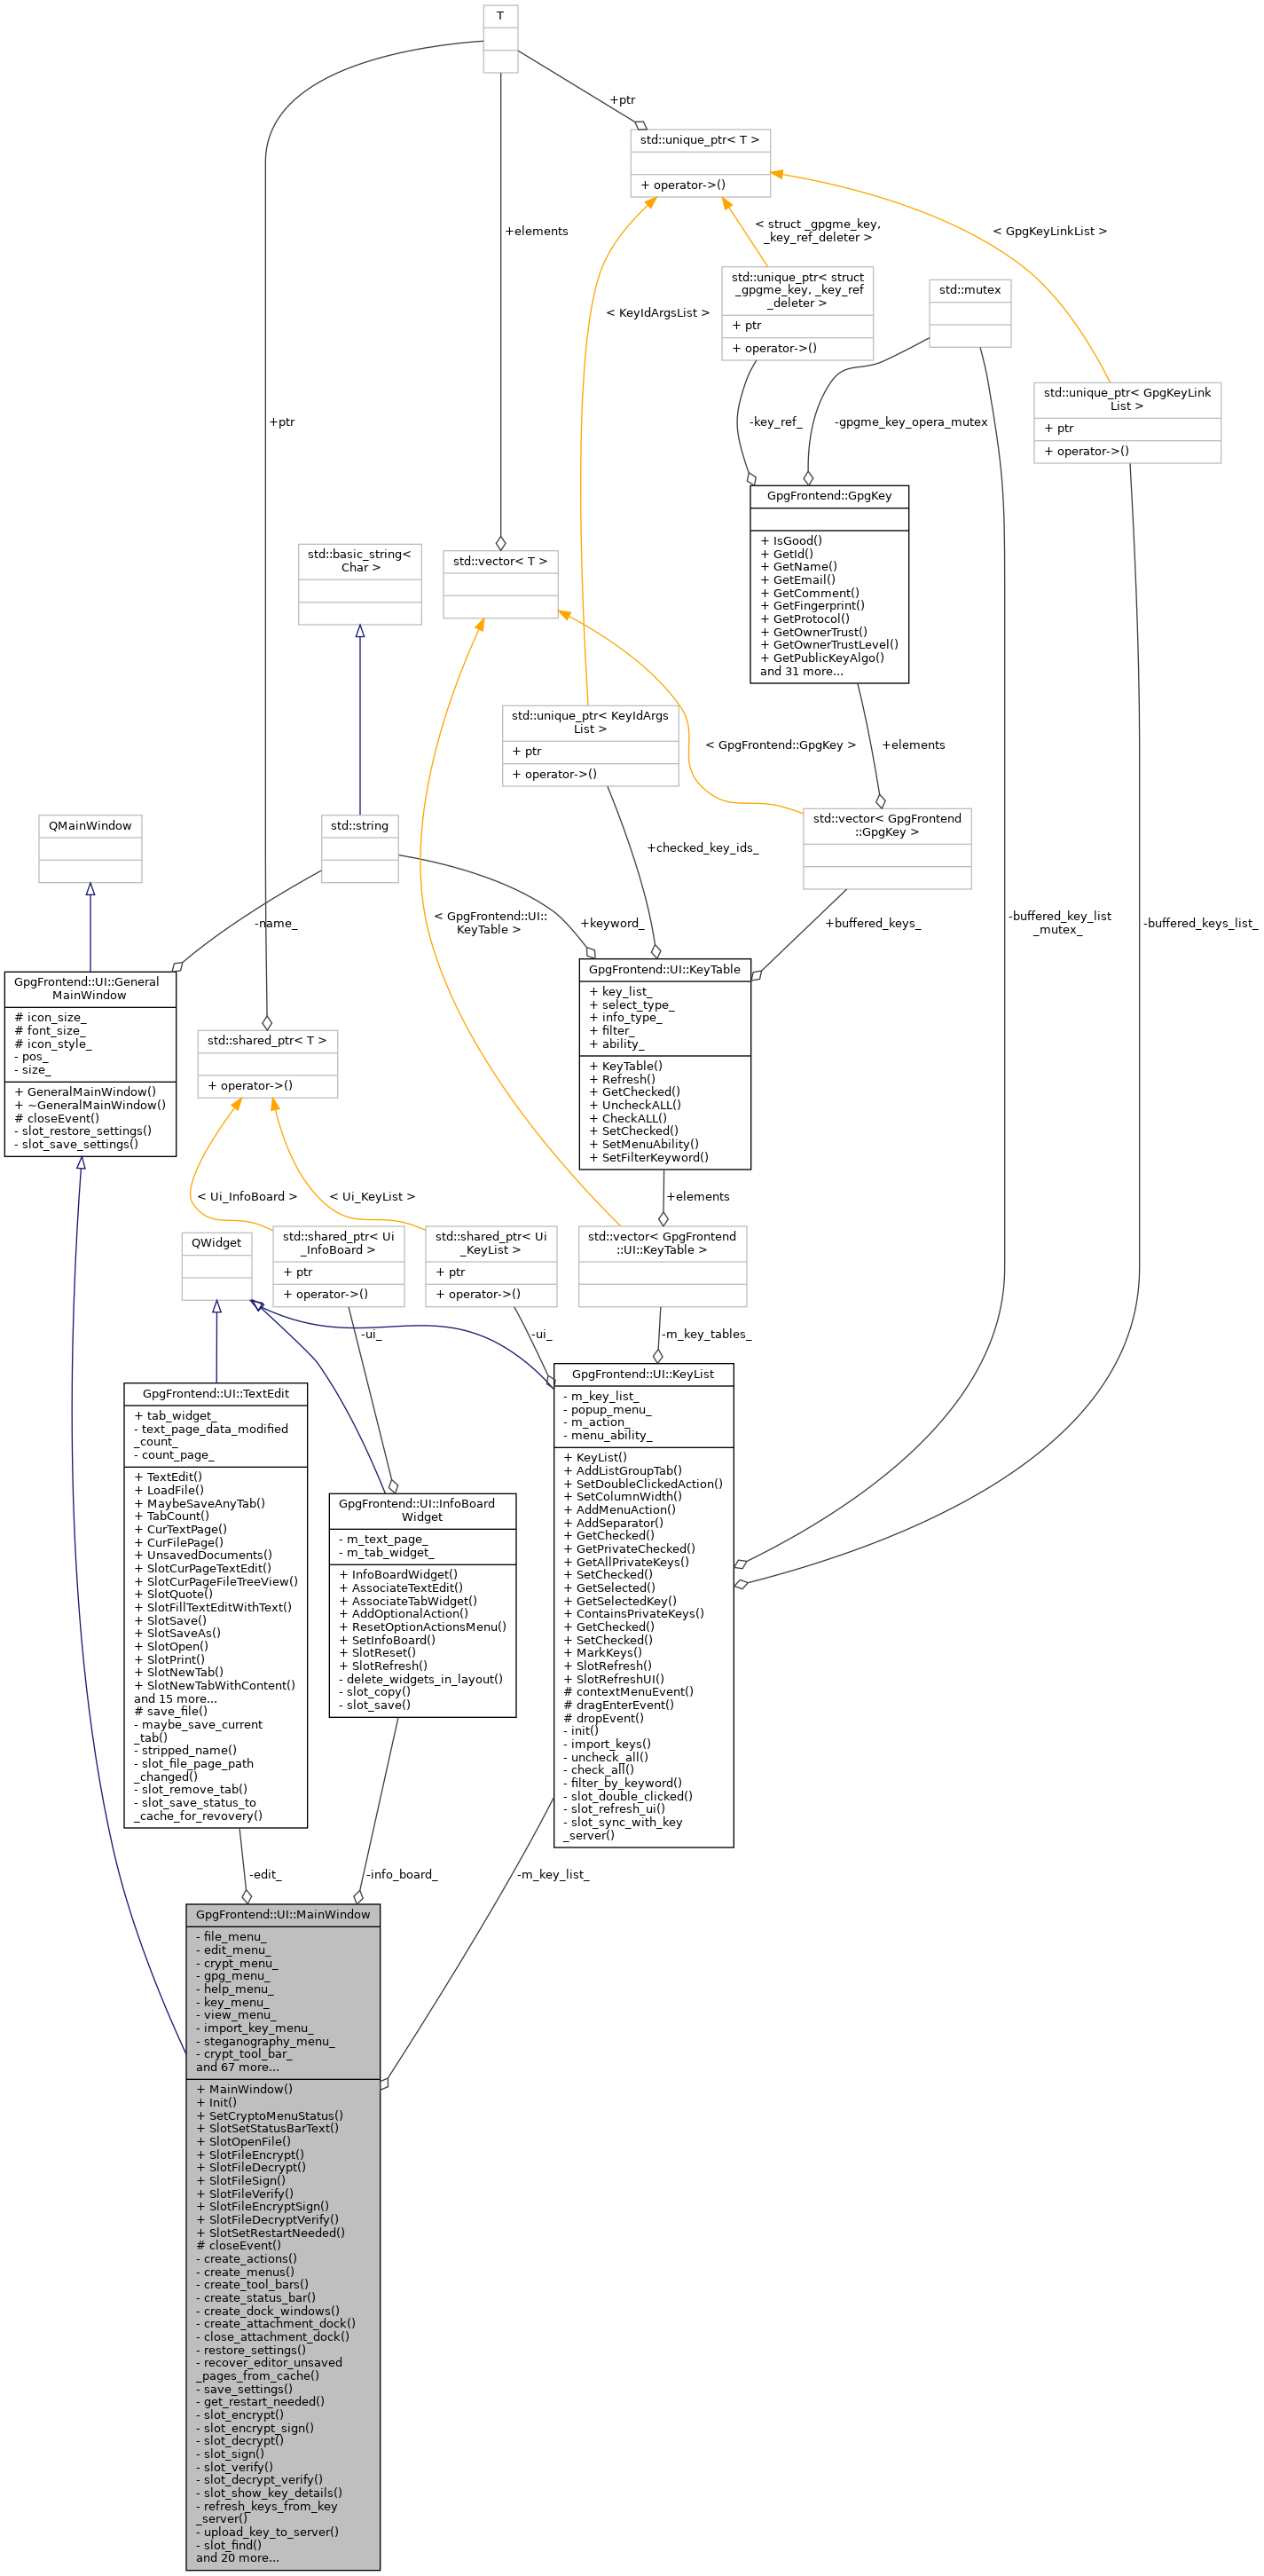 T
+ptr
std::unique_ptr< T >
+ operator->()
+elements
< struct _gpgme_key,
_key_ref_deleter >
< GpgKeyLinkList >
std::unique_ptr< struct
_gpgme_key, _key_ref
_deleter >
+ ptr
+ operator->()
std::mutex
< KeyIdArgsList >
std::unique_ptr< GpgKeyLink
List >
+ ptr
+ operator->()
+ptr
-key_ref_
-gpgme_key_opera_mutex
GpgFrontend::GpgKey
+ IsGood()
+ GetId()
+ GetName()
+ GetEmail()
+ GetComment()
+ GetFingerprint()
+ GetProtocol()
+ GetOwnerTrust()
+ GetOwnerTrustLevel()
+ GetPublicKeyAlgo()
and 31 more...
std::basic_string<
Char >
std::vector< T >
std::unique_ptr< KeyIdArgs
List >
+ ptr
+ operator->()
< GpgFrontend::GpgKey >
+elements
QMainWindow
std::string
std::vector< GpgFrontend
::GpgKey >
+checked_key_ids_
-name_
< GpgFrontend::UI::
KeyTable >
+keyword_
+buffered_keys_
-buffered_key_list
_mutex_
-buffered_keys_list_
GpgFrontend::UI::General
MainWindow
# icon_size_
# font_size_
# icon_style_
- pos_
- size_
+ GeneralMainWindow()
+ ~GeneralMainWindow()
# closeEvent()
- slot_restore_settings()
- slot_save_settings()
std::shared_ptr< T >
+ operator->()
GpgFrontend::UI::KeyTable
+ key_list_
+ select_type_
+ info_type_
+ filter_
+ ability_
+ KeyTable()
+ Refresh()
+ GetChecked()
+ UncheckALL()
+ CheckALL()
+ SetChecked()
+ SetMenuAbility()
+ SetFilterKeyword()
< Ui_InfoBoard >
< Ui_KeyList >
+elements
QWidget
std::shared_ptr< Ui
_InfoBoard >
+ ptr
+ operator->()
std::shared_ptr< Ui
_KeyList >
+ ptr
+ operator->()
std::vector< GpgFrontend
::UI::KeyTable >
-ui_
-ui_
-m_key_tables_
GpgFrontend::UI::TextEdit
+ tab_widget_
- text_page_data_modified
_count_
- count_page_
+ TextEdit()
+ LoadFile()
+ MaybeSaveAnyTab()
+ TabCount()
+ CurTextPage()
+ CurFilePage()
+ UnsavedDocuments()
+ SlotCurPageTextEdit()
+ SlotCurPageFileTreeView()
+ SlotQuote()
+ SlotFillTextEditWithText()
+ SlotSave()
+ SlotSaveAs()
+ SlotOpen()
+ SlotPrint()
+ SlotNewTab()
+ SlotNewTabWithContent()
and 15 more...
# save_file()
- maybe_save_current
_tab()
- stripped_name()
- slot_file_page_path
_changed()
- slot_remove_tab()
- slot_save_status_to
_cache_for_revovery()
GpgFrontend::UI::InfoBoard
Widget
- m_text_page_
- m_tab_widget_
+ InfoBoardWidget()
+ AssociateTextEdit()
+ AssociateTabWidget()
+ AddOptionalAction()
+ ResetOptionActionsMenu()
+ SetInfoBoard()
+ SlotReset()
+ SlotRefresh()
- delete_widgets_in_layout()
- slot_copy()
- slot_save()
GpgFrontend::UI::KeyList
- m_key_list_
- popup_menu_
- m_action_
- menu_ability_
+ KeyList()
+ AddListGroupTab()
+ SetDoubleClickedAction()
+ SetColumnWidth()
+ AddMenuAction()
+ AddSeparator()
+ GetChecked()
+ GetPrivateChecked()
+ GetAllPrivateKeys()
+ SetChecked()
+ GetSelected()
+ GetSelectedKey()
+ ContainsPrivateKeys()
+ GetChecked()
+ SetChecked()
+ MarkKeys()
+ SlotRefresh()
+ SlotRefreshUI()
# contextMenuEvent()
# dragEnterEvent()
# dropEvent()
- init()
- import_keys()
- uncheck_all()
- check_all()
- filter_by_keyword()
- slot_double_clicked()
- slot_refresh_ui()
- slot_sync_with_key
_server()
-edit_
-info_board_
-m_key_list_
GpgFrontend::UI::MainWindow
- file_menu_
- edit_menu_
- crypt_menu_
- gpg_menu_
- help_menu_
- key_menu_
- view_menu_
- import_key_menu_
- steganography_menu_
- crypt_tool_bar_
and 67 more...
+ MainWindow()
+ Init()
+ SetCryptoMenuStatus()
+ SlotSetStatusBarText()
+ SlotOpenFile()
+ SlotFileEncrypt()
+ SlotFileDecrypt()
+ SlotFileSign()
+ SlotFileVerify()
+ SlotFileEncryptSign()
+ SlotFileDecryptVerify()
+ SlotSetRestartNeeded()
# closeEvent()
- create_actions()
- create_menus()
- create_tool_bars()
- create_status_bar()
- create_dock_windows()
- create_attachment_dock()
- close_attachment_dock()
- restore_settings()
- recover_editor_unsaved
_pages_from_cache()
- save_settings()
- get_restart_needed()
- slot_encrypt()
- slot_encrypt_sign()
- slot_decrypt()
- slot_sign()
- slot_verify()
- slot_decrypt_verify()
- slot_show_key_details()
- refresh_keys_from_key
_server()
- upload_key_to_server()
- slot_find()
and 20 more...